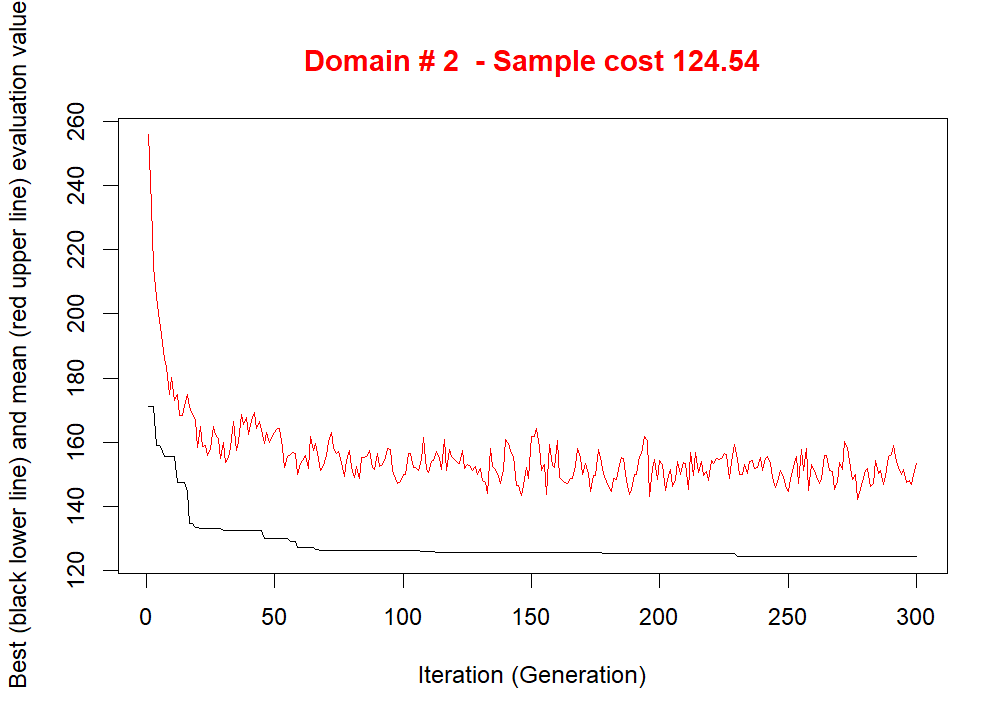 Domain # 2 - Sample cost 124.54
Best (black lower line) and mean (red upper line) evaluation value
260
240
220
200
180
160
140
120
0 50 100 150 200 250 300
Iteration (Generation)